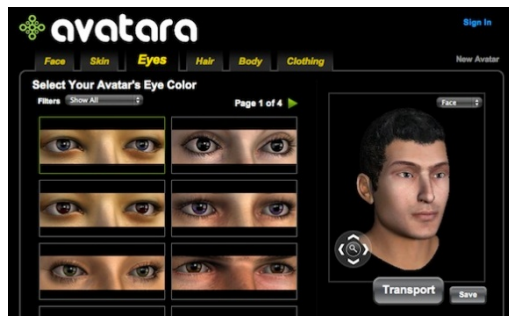 avatara
Sign In
Face Skin Eyes Hair Body Clothing
New Avatar
Select Your Avatar's Eye Color
Filters Show All Page 1 of 4
Face
Transport
Save